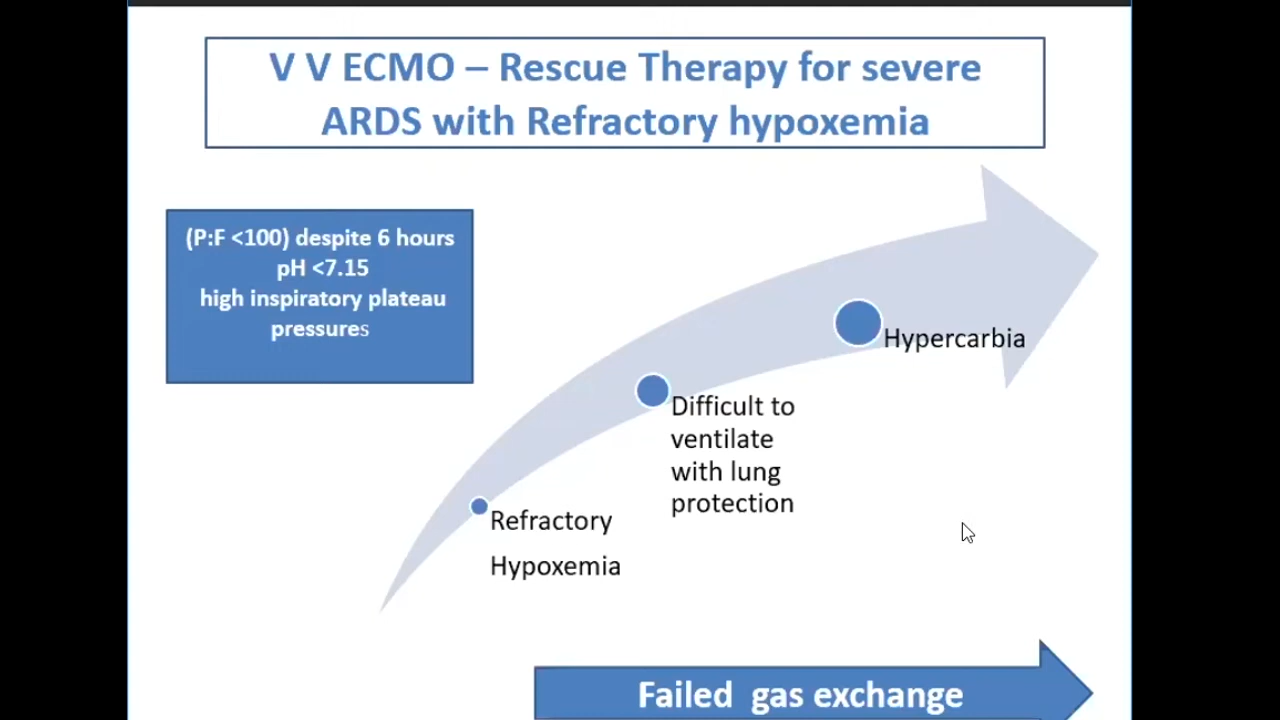 V V ECMO – Rescue Therapy for severe
ARDS with Refractory hypoxemia
(P:F <100) despite 6 hours
pH <7.15
high inspiratory plateau
pressures
Hypercarbia
Difficult to
ventilate
with lung
protection
Refractory
Hypoxemia
Failed gas exchange